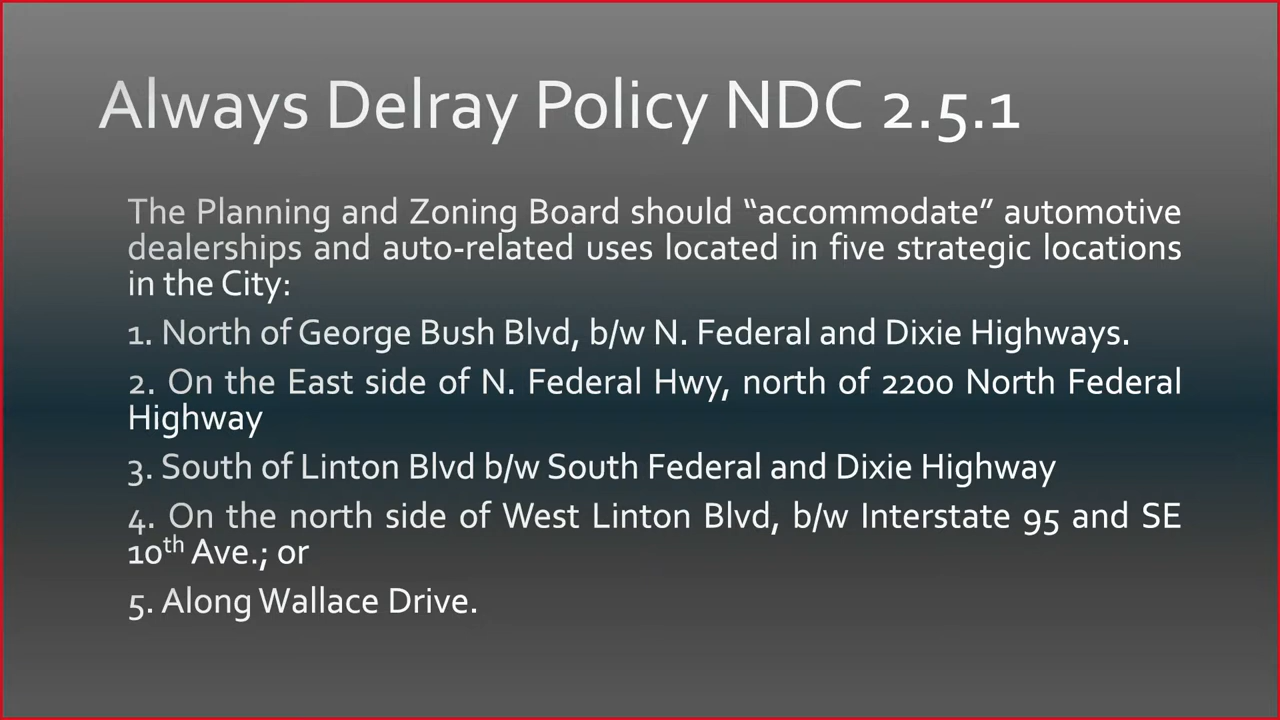 Always Delray Policy NDC 2.5.1
The Planning and Zoning Board should “accommodate” automotive
dealerships and auto-related uses located in five strategic locations
in the City:
1. North of George Bush Blvd, b/w N. Federal and Dixie Highways.
2. On the East side of N. Federal Hwy, north of 2200 North Federal
Highway
3. South of Linton Blvd b/w South Federal and Dixie Highway
4. On the north side of West Linton Blvd, b/w Interstate 95 and SE
10th Ave.; or
5. Along Wallace Drive.